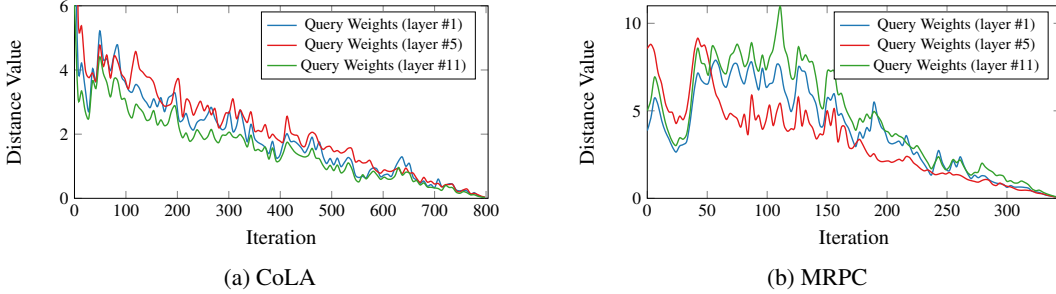 Query Weights (layer #1)
Query Weights (layer #5)
Query Weights (layer #11)
Distance Value
6
4
2
0
0 100 200 300 400 500 600 700 800
Iteration
(a) CoLA
Query Weights (layer #1)
Query Weights (layer #5)
Query Weights (layer #11)
Distance Value
10
5
0
0 50 100 150 200 250 300
Iteration
(b) MRPC